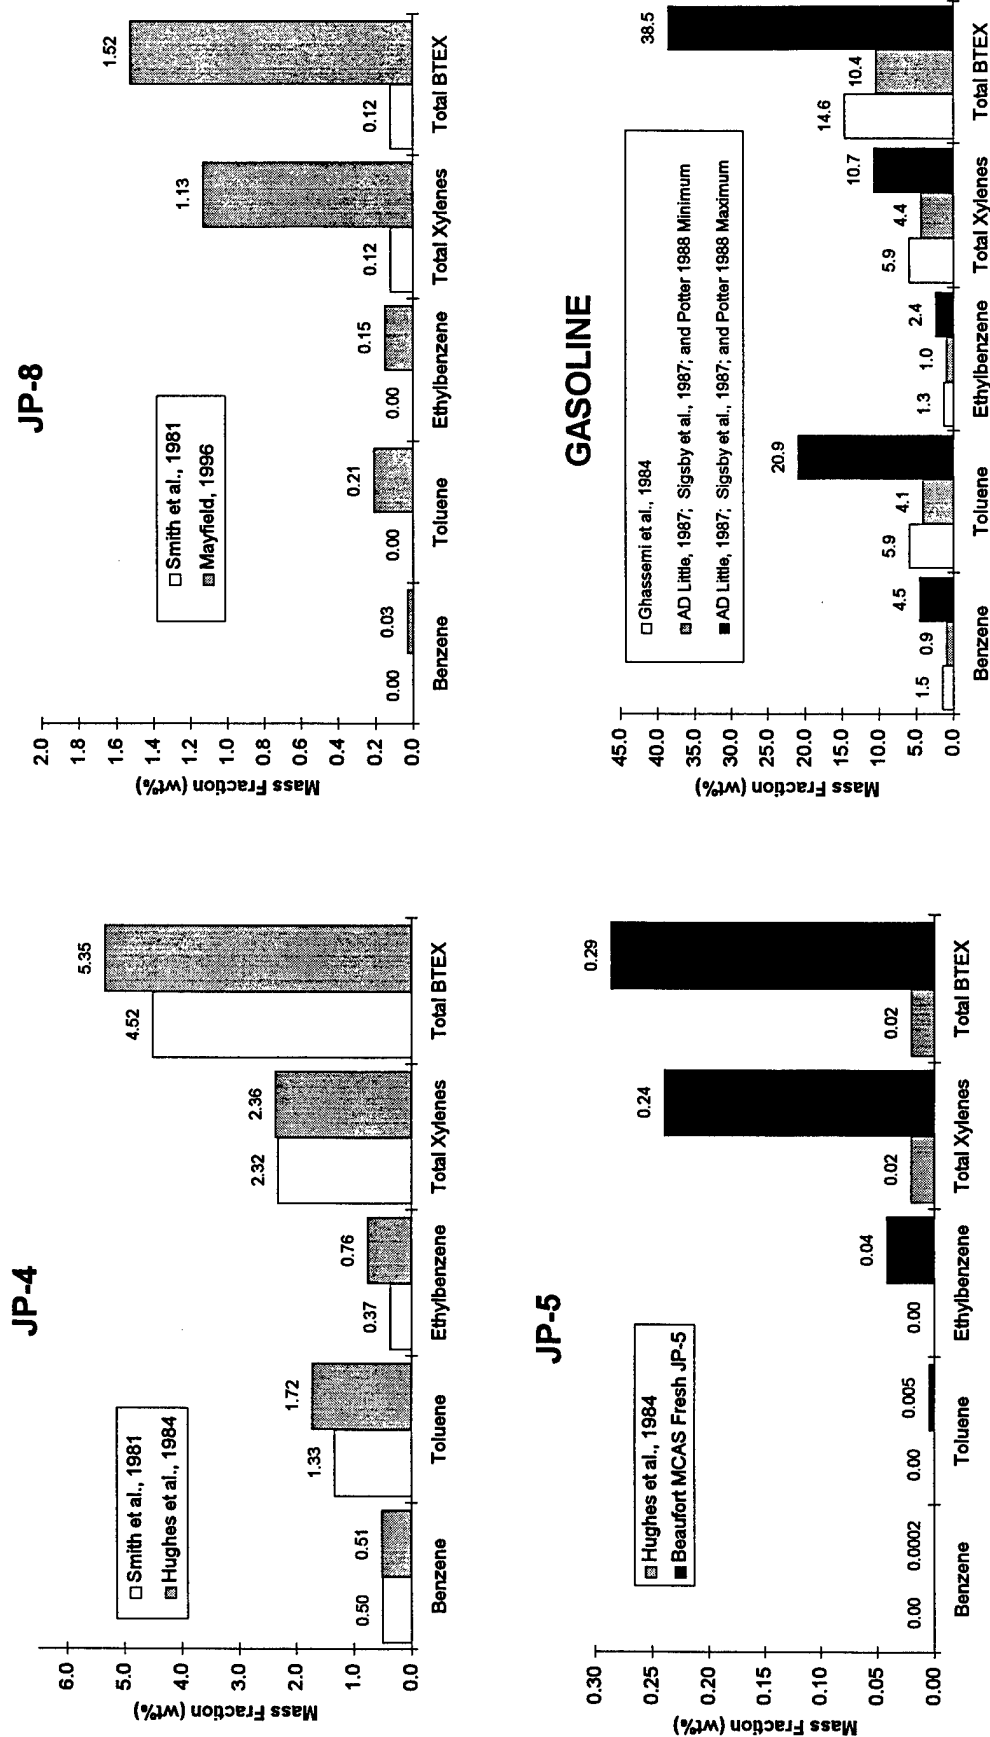 JP-4
Mass Fraction (wt%)
6.0
5.0
4.0
3.0
2.0
1.0
0.0
Smith et al., 1981
Hughes et al., 1984
0.50
0.51
1.33
1.72
0.37
0.76
2.32
2.36
4.52
5.35
Benzene
Toluene
Ethylbenzene
Total Xylenes
Total BTEX
JP-8
Mass Fraction (wt%)
2.0
1.8
1.6
1.4
1.2
1.0
0.8
0.6
0.4
0.2
0.0
Smith et al., 1981
Mayfield, 1996
0.00
0.03
0.00
0.21
0.00
0.15
0.12
1.13
0.12
1.52
Benzene
Toluene
Ethylbenzene
Total Xylenes
Total BTEX
JP-5
Mass Fraction (wt%)
0.30
0.25
0.20
0.15
0.10
0.05
0.00
Hughes et al., 1984
Beaufort MCAS Fresh JP-5
0.00
0.0002
0.00
0.005
0.00
0.04
0.02
0.24
0.02
0.29
Benzene
Toluene
Ethylbenzene
Total Xylenes
Total BTEX
GASOLINE
Mass Fraction (wt%)
45.0
40.0
35.0
30.0
25.0
20.0
15.0
10.0
5.0
0.0
Ghassemi et al., 1984
AD Little, 1987; Sigsby et al., 1987; and Potter 1988 Minimum
AD Little, 1987; Sigsby et al., 1987; and Potter 1988 Maximum
1.5
0.9
4.5
5.9
4.1
20.9
1.3
1.0
2.4
5.9
4.4
10.7
14.6
10.4
38.5
Benzene
Toluene
Ethylbenzene
Total Xylenes
Total BTEX